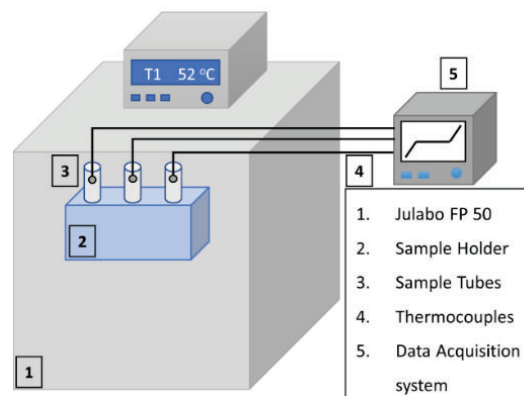 T1 52 °C
5
3
4
2
1
1. Julabo FP 50
2. Sample Holder
3. Sample Tubes
4. Thermocouples
5. Data Acquisition
system